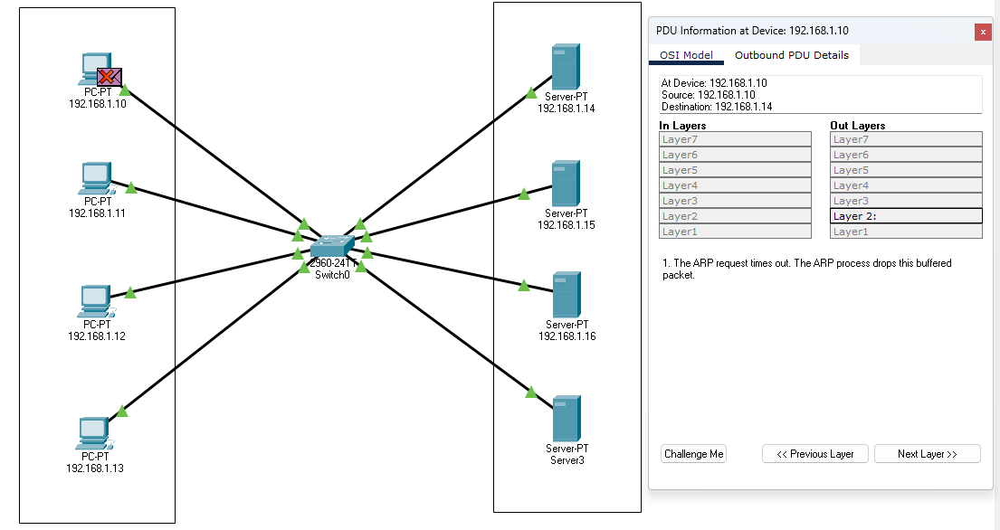 PC-PT
192.168.1.10
PC-PT
192.168.1.11
PC-PT
192.168.1.12
PC-PT
192.168.1.13
2960-24TT
Switch0
Server-PT
192.168.1.14
Server-PT
192.168.1.15
Server-PT
192.168.1.16
Server-PT
Server3
PDU Information at Device: 192.168.1.10
x
OSI Model Outbound PDU Details
At Device: 192.168.1.10
Source: 192.168.1.10
Destination: 192.168.1.14
In Layers
Layer7
Layer6
Layer5
Layer4
Layer3
Layer2
Layer1
Out Layers
Layer7
Layer6
Layer5
Layer4
Layer3
Layer 2:
Layer1
1. The ARP request times out. The ARP process drops this buffered
packet.
Challenge Me << Previous Layer Next Layer >>